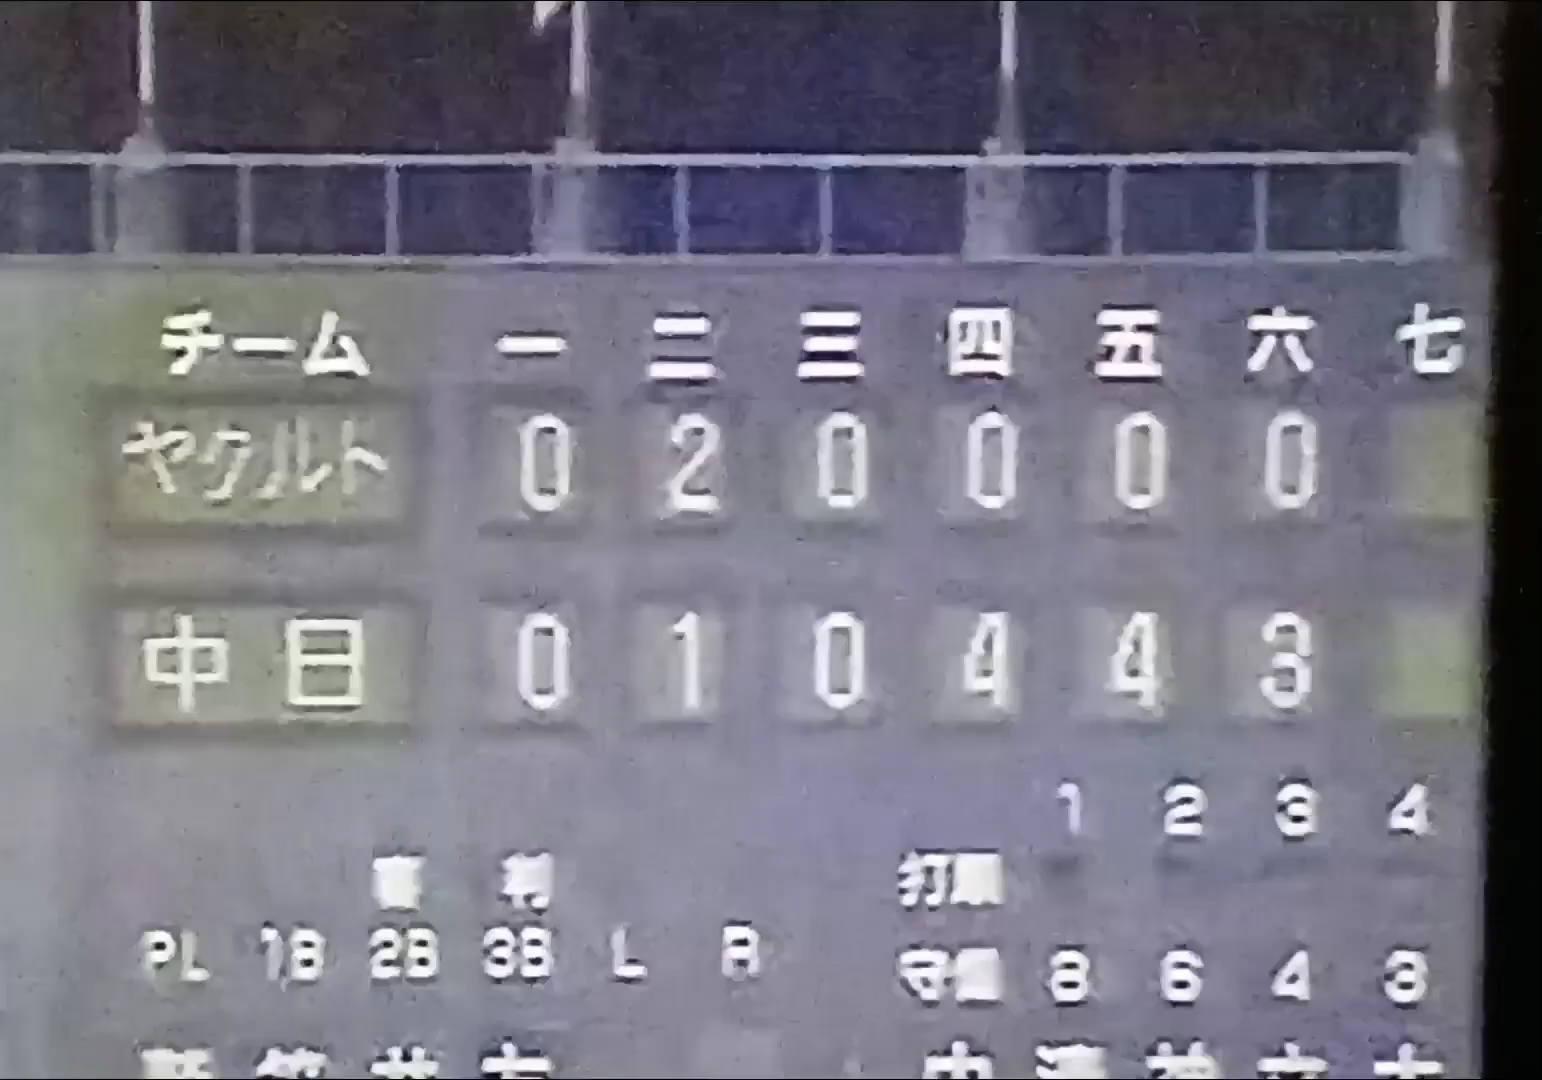 チーム 一 二 三 四 五 六 七
ヤクルト 0 2 0 0 0 0
中日 0 1 0 4 4 3
1 2 3 4
審判 打順
PL 1B 2B 3B L R 守備 8 6 4 3